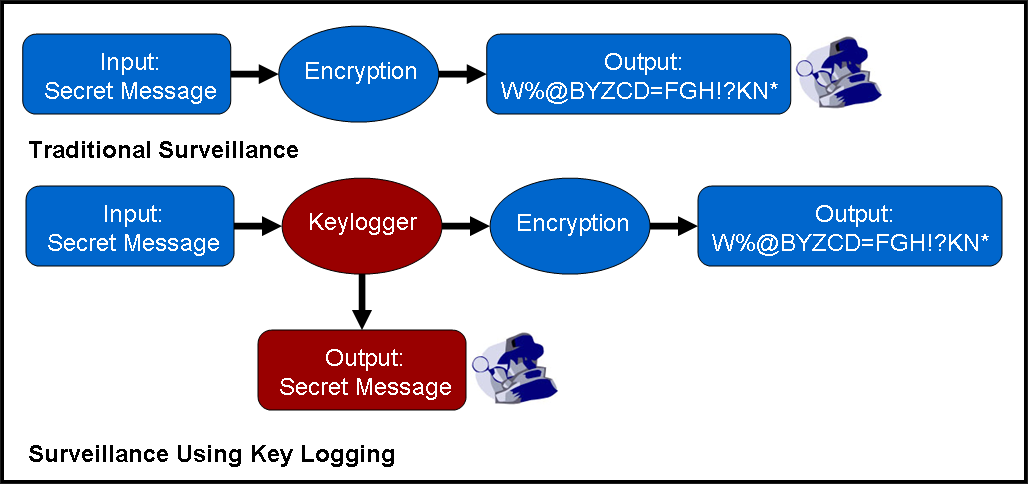 Input:
Secret Message
Encryption
Output:
W%@BYZCD=FGH!?KN*
Traditional Surveillance
Input:
Secret Message
Keylogger
Encryption
Output:
W%@BYZCD=FGH!?KN*
Output:
Secret Message
Surveillance Using Key Logging